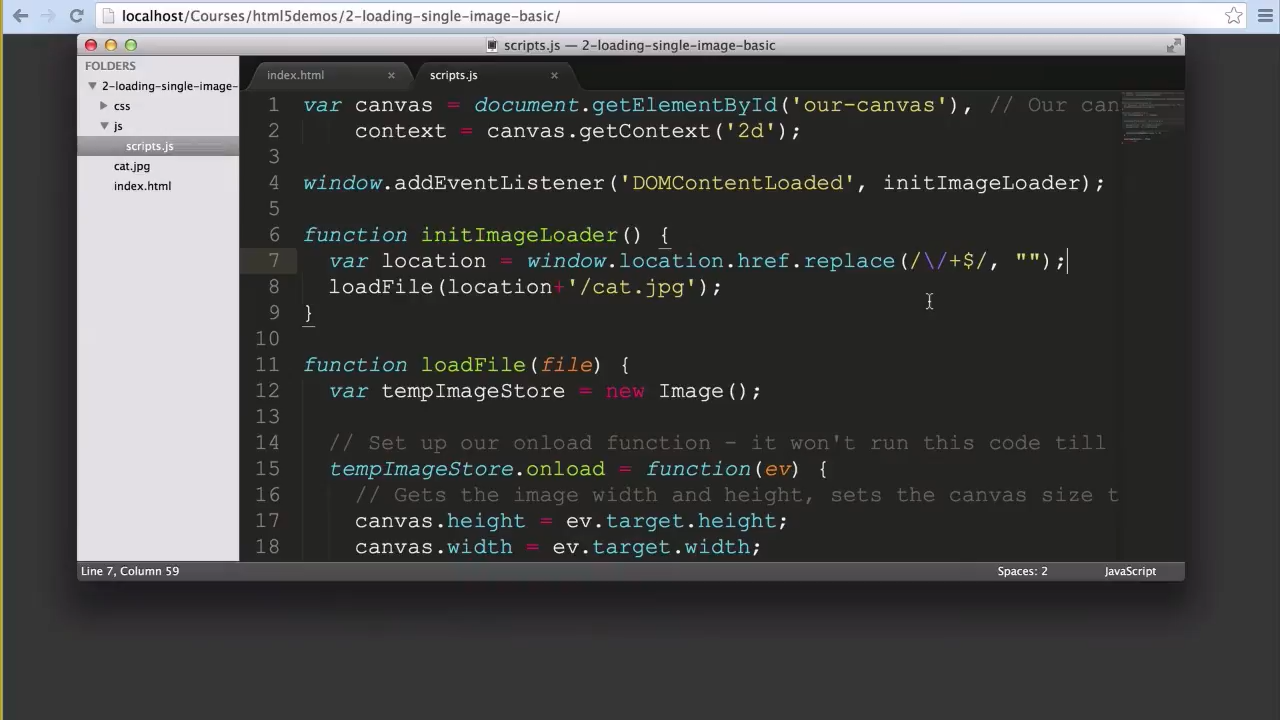 localhost/Courses/html5demos/2-loading-single-image-basic/
scripts.js — 2-loading-single-image-basic
FOLDERS
2-loading-single-image-
css
js
scripts.js
cat.jpg
index.html
index.html
scripts.js
1 var canvas = document.getElementById('our-canvas'), // Our can
2 context = canvas.getContext('2d');
3
4 window.addEventListener('DOMContentLoaded', initImageLoader);
5
6 function initImageLoader() {
7 var location = window.location.href.replace(/\/+$/, "");
8 loadFile(location+'/cat.jpg');
9 }
10
11 function loadFile(file) {
12 var tempImageStore = new Image();
13
14 // Set up our onload function - it won't run this code till
15 tempImageStore.onload = function(ev) {
16 // Gets the image width and height, sets the canvas size t
17 canvas.height = ev.target.height;
18 canvas.width = ev.target.width;
Line 7, Column 59
Spaces: 2
JavaScript